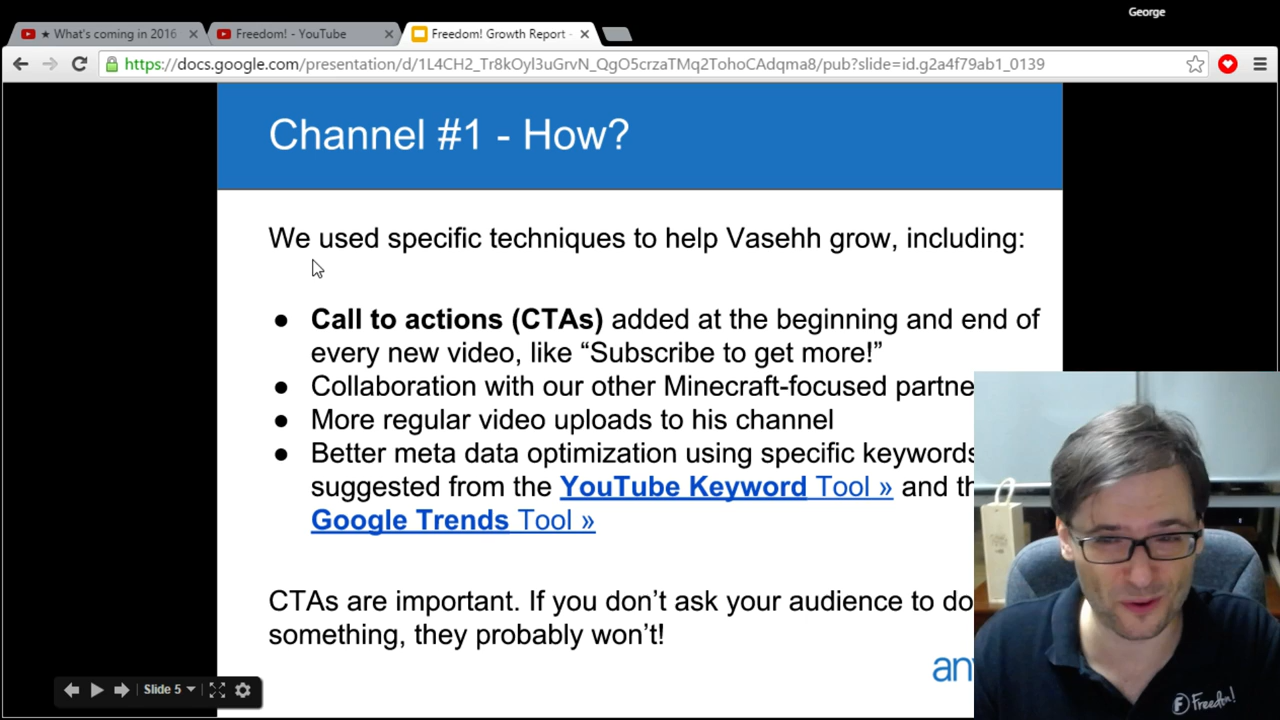 George
★ What's coming in 2016
Freedom! - YouTube
Freedom! Growth Report -
https://docs.google.com/presentation/d/1L4CH2_Tr8kOyl3uGrvN_QgO5crzaTMq2TohoCAdqma8/pub?slide=id.g2a4f79ab1_0139
Channel #1 - How?
We used specific techniques to help Vasehh grow, including:
● Call to actions (CTAs) added at the beginning and end of
every new video, like “Subscribe to get more!”
● Collaboration with our other Minecraft-focused partne
● More regular video uploads to his channel
● Better meta data optimization using specific keywords
suggested from the YouTube Keyword Tool » and th
Google Trends Tool »
CTAs are important. If you don’t ask your audience to do
something, they probably won’t!
any
Slide 5
Freedom!